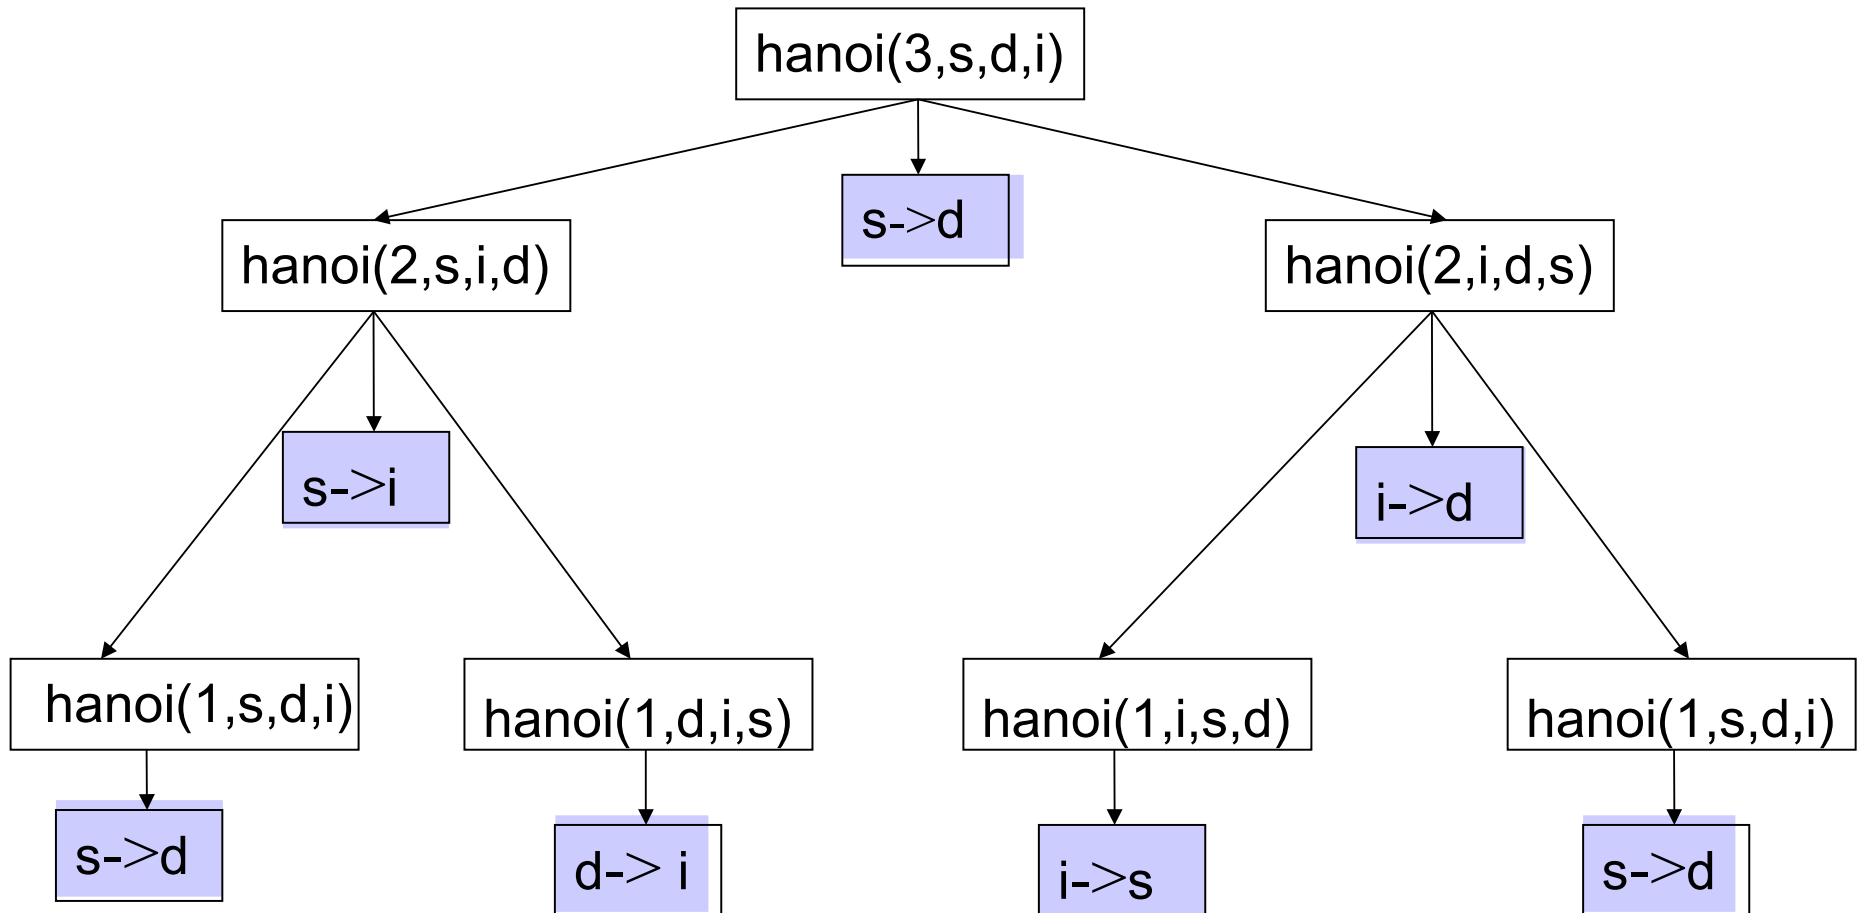 hanoi(3,s,d,i)
s->d
hanoi(2,s,i,d)
hanoi(2,i,d,s)
s->i
i->d
hanoi(1,s,d,i)
hanoi(1,d,i,s)
hanoi(1,i,s,d)
hanoi(1,s,d,i)
s->d
d-> i
i->s
s->d